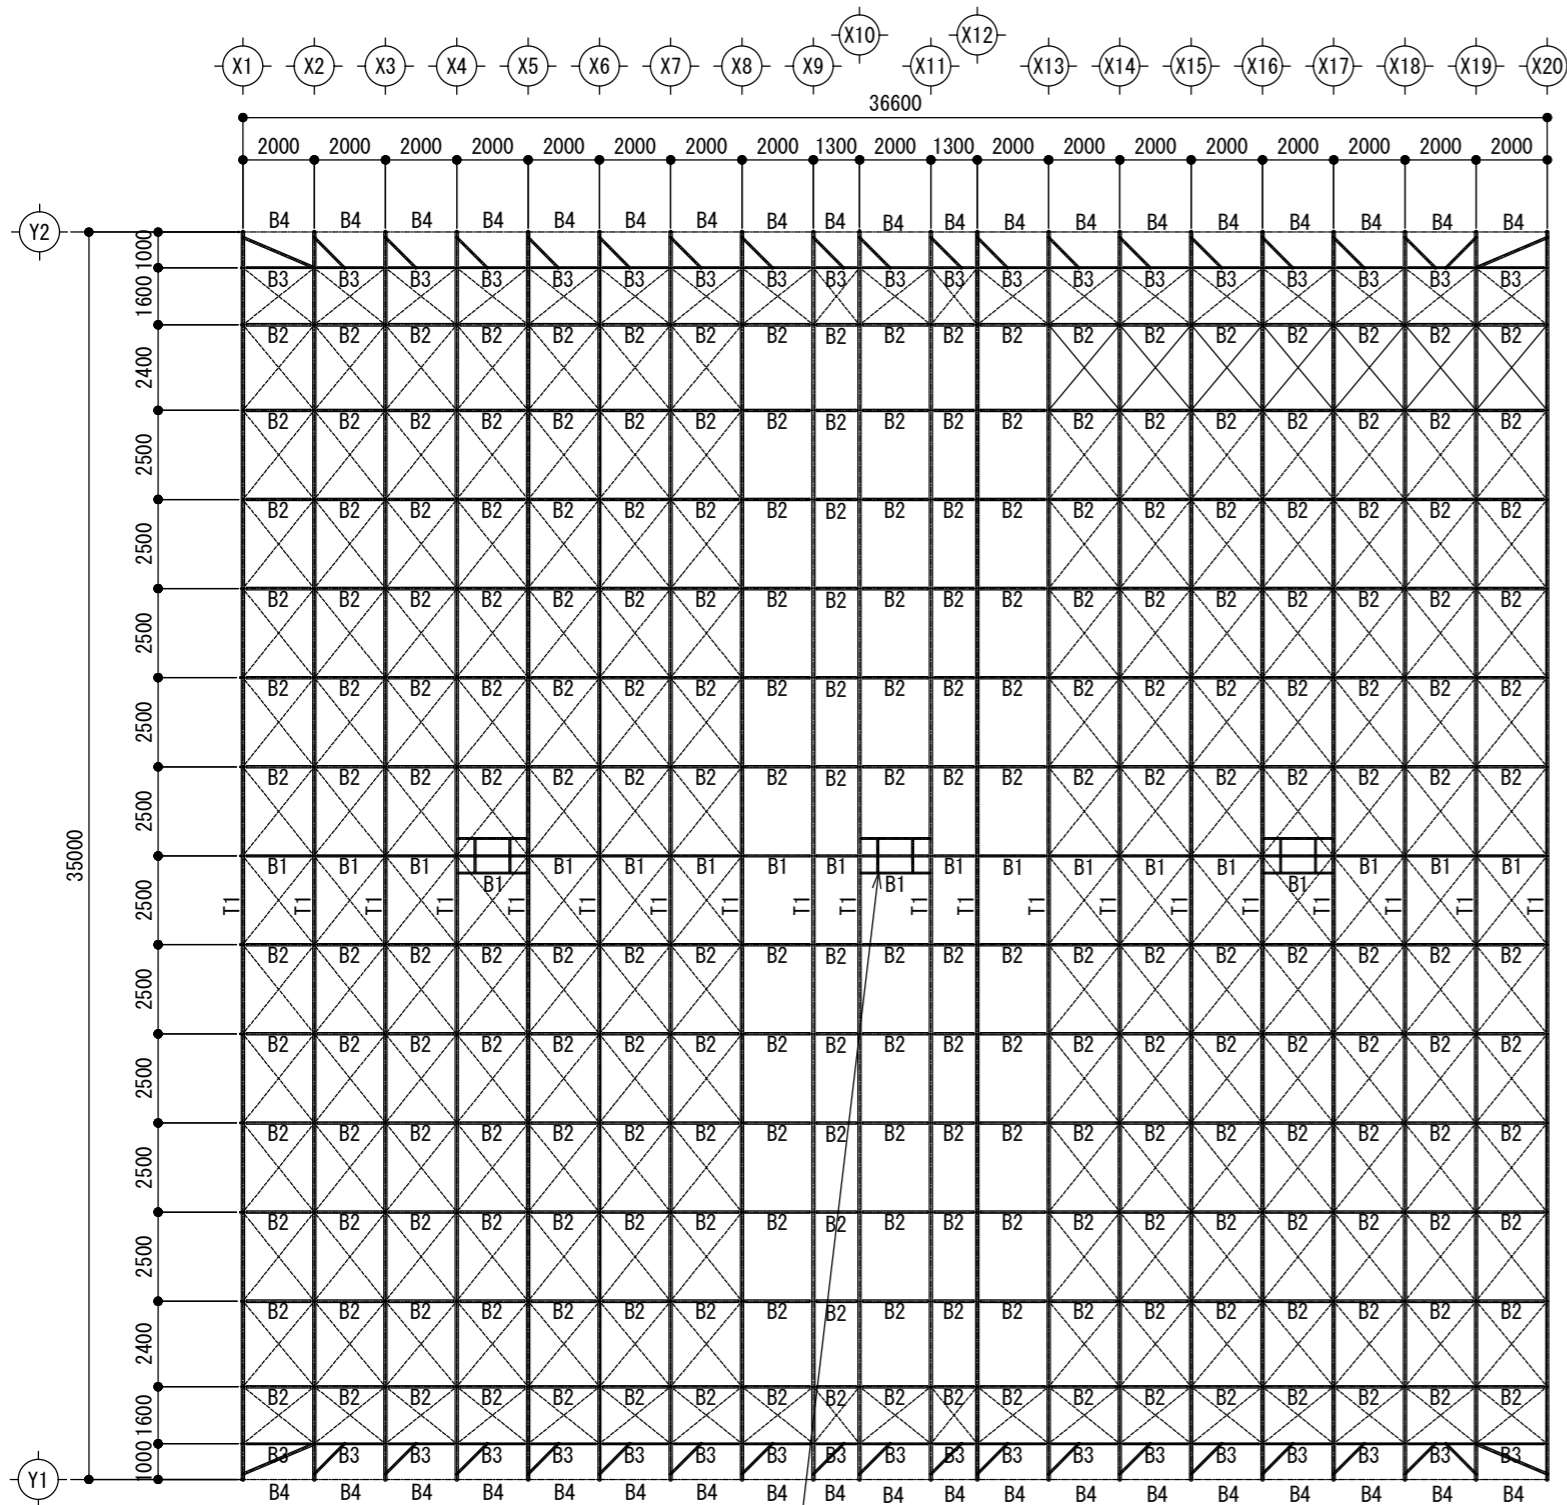 X10 X12
X1 X2 X3 X4 X5 X6 X7 X8 X9 X11 X13 X14 X15 X16 X17 X18 X19 X20
36600
2000 2000 2000 2000 2000 2000 2000 2000 1300 2000 1300 2000 2000 2000 2000 2000 2000 2000 2000
Y2 B4 B4 B4 B4 B4 B4 B4 B4 B4 B4 B4 B4 B4 B4 B4 B4 B4 B4 B4
1000
1600 B3 B3 B3 B3 B3 B3 B3 B3 B3 B3 B3 B3 B3 B3 B3 B3 B3 B3 B3
2400 B2 B2 B2 B2 B2 B2 B2 B2 B2 B2 B2 B2 B2 B2 B2 B2 B2 B2 B2
2500 B2 B2 B2 B2 B2 B2 B2 B2 B2 B2 B2 B2 B2 B2 B2 B2 B2 B2 B2
2500 B2 B2 B2 B2 B2 B2 B2 B2 B2 B2 B2 B2 B2 B2 B2 B2 B2 B2 B2
2500 B2 B2 B2 B2 B2 B2 B2 B2 B2 B2 B2 B2 B2 B2 B2 B2 B2 B2 B2
2500 B2 B2 B2 B2 B2 B2 B2 B2 B2 B2 B2 B2 B2 B2 B2 B2 B2 B2 B2
2500 B2 B2 B2 B2 B2 B2 B2 B2 B2 B2 B2 B2 B2 B2 B2 B2 B2 B2 B2
35000
2500 B1 B1 B1 B1 B1 B1 B1 B1 B1 B1 B1 B1 B1 B1 B1 B1 B1 B1 B1
T1 T1 T1 T1 T1 T1 T1 T1 T1 T1 T1 T1 T1 T1 T1 T1 T1 T1 T1 T1
2500 B2 B2 B2 B2 B2 B2 B2 B2 B2 B2 B2 B2 B2 B2 B2 B2 B2 B2 B2
2500 B2 B2 B2 B2 B2 B2 B2 B2 B2 B2 B2 B2 B2 B2 B2 B2 B2 B2 B2
2500 B2 B2 B2 B2 B2 B2 B2 B2 B2 B2 B2 B2 B2 B2 B2 B2 B2 B2 B2
2500 B2 B2 B2 B2 B2 B2 B2 B2 B2 B2 B2 B2 B2 B2 B2 B2 B2 B2 B2
2400 B2 B2 B2 B2 B2 B2 B2 B2 B2 B2 B2 B2 B2 B2 B2 B2 B2 B2 B2
1600 B2 B2 B2 B2 B2 B2 B2 B2 B2 B2 B2 B2 B2 B2 B2 B2 B2 B2 B2
1000 B3 B3 B3 B3 B3 B3 B3 B3 B3 B3 B3 B3 B3 B3 B3 B3 B3 B3 B3
Y1 B4 B4 B4 B4 B4 B4 B4 B4 B4 B4 B4 B4 B4 B4 B4 B4 B4 B4 B4